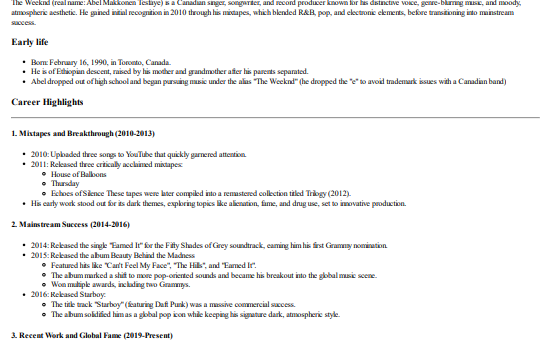 The Weeknd (real name: Abel Makkonen Tesfaye) is a Canadian singer, songwriter, and record producer known for his distinctive voice, genre-blurring music, and moody,
atmospheric aesthetic. He gained initial recognition in 2010 through his mixtapes, which blended R&B, pop, and electronic elements, before transitioning into mainstream
success.
Early life
• Born: February 16, 1990, in Toronto, Canada.
• He is of Ethiopian descent, raised by his mother and grandmother after his parents separated.
• Abel dropped out of high school and began pursuing music under the alias "The Weeknd" (he dropped the "e" to avoid trademark issues with a Canadian band)
Career Highlights
1. Mixtapes and Breakthrough (2010-2013)
• 2010: Uploaded three songs to YouTube that quickly garnered attention.
• 2011: Released three critically acclaimed mixtapes:
House of Balloons
Thursday
Echoes of Silence These tapes were later compiled into a remastered collection titled Trilogy (2012).
• His early work stood out for its dark themes, exploring topics like alienation, fame, and drug use, set to innovative production.
2. Mainstream Success (2014-2016)
• 2014: Released the single "Earned It" for the Fifty Shades of Grey soundtrack, earning him his first Grammy nomination.
• 2015: Released the album Beauty Behind the Madness
Featured hits like "Can't Feel My Face", "The Hills", and "Earned It".
The album marked a shift to more pop-oriented sounds and became his breakout into the global music scene.
Won multiple awards, including two Grammys.
• 2016: Released Starboy:
The title track "Starboy" (featuring Daft Punk) was a massive commercial success.
The album solidified him as a global pop icon while keeping his signature dark, atmospheric style.
3. Recent Work and Global Fame (2019-Present)